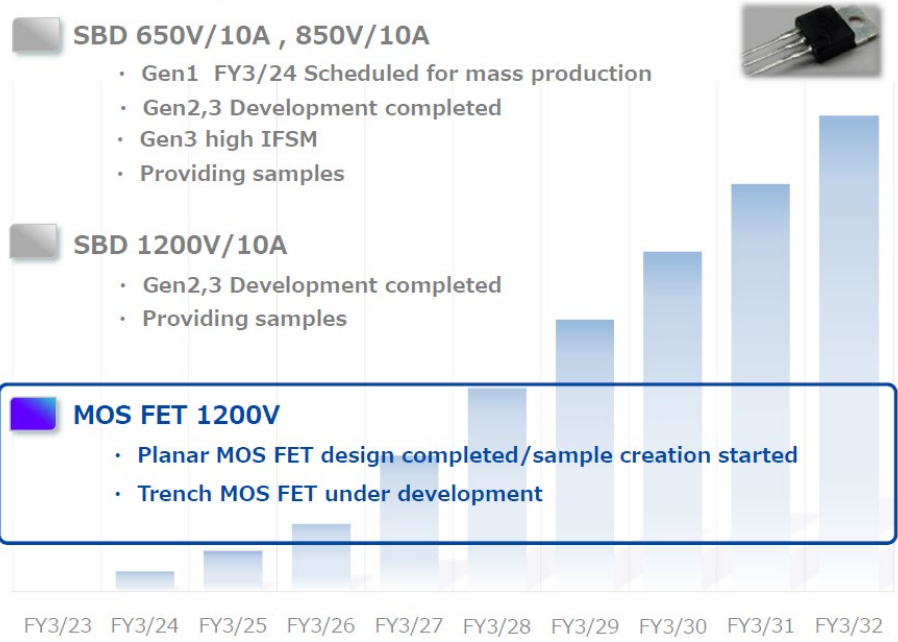 SBD 650V/10A , 850V/10A
・ Gen1 FY3/24 Scheduled for mass production
・ Gen2,3 Development completed
・ Gen3 high IFSM
・ Providing samples
SBD 1200V/10A
・ Gen2,3 Development completed
・ Providing samples
MOS FET 1200V
・ Planar MOS FET design completed/sample creation started
・ Trench MOS FET under development
FY3/23 FY3/24 FY3/25 FY3/26 FY3/27 FY3/28 FY3/29 FY3/30 FY3/31 FY3/32